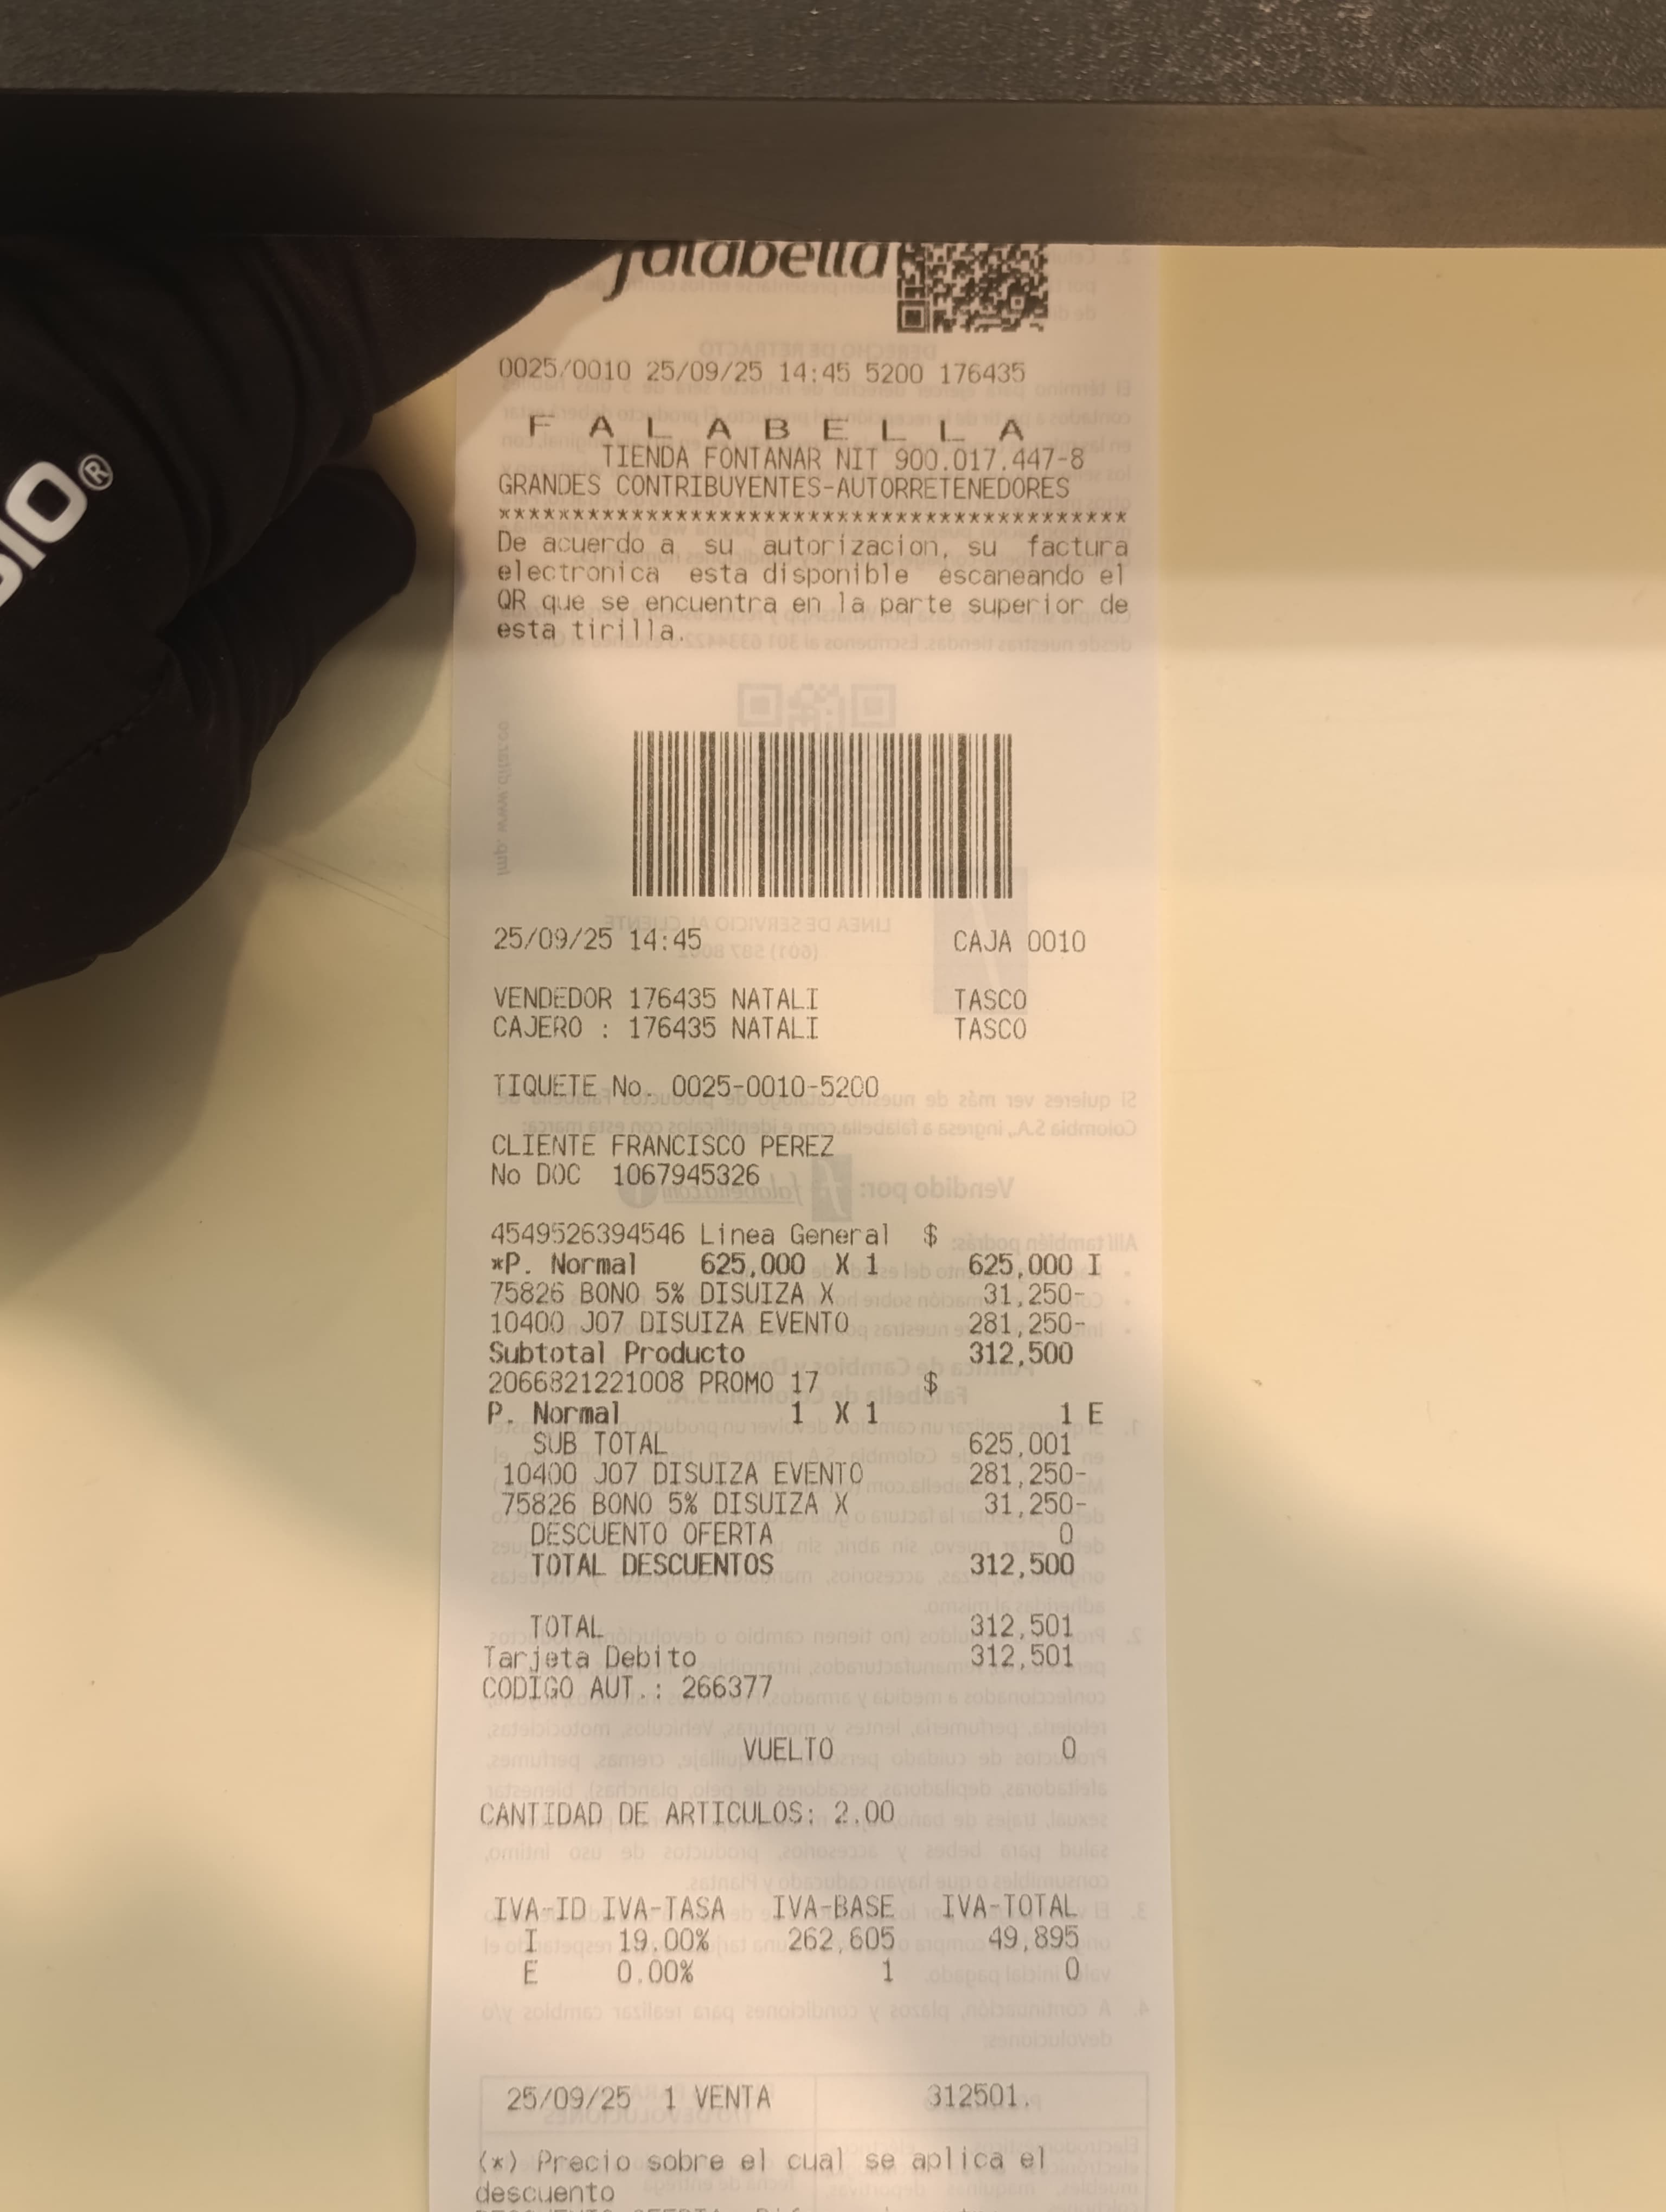 falabella
0025/0010 25/09/25 14:45 5200 176435
F A L A B E L L A
TIENDA FONTANAR NIT 900.017.447-8
GRANDES CONTRIBUYENTES-AUTORRETENEDORES
*******************************************
De acuerdo a su autorizacion, su factura
electronica esta disponible escaneando el
QR que se encuentra en la parte superior de
esta tirilla.
25/09/25 14:45 CAJA 0010
VENDEDOR 176435 NATALI TASCO
CAJERO : 176435 NATALI TASCO
TIQUETE No. 0025-0010-5200
CLIENTE FRANCISCO PEREZ
No DOC 1067945326
4549526394546 Linea General $
*P. Normal 625,000 X 1 625,000 I
75826 BONO 5% DISUIZA X 31,250-
10400 J07 DISUIZA EVENTO 281,250-
Subtotal Producto 312,500
2066821221008 PROMO 17 $
P. Normal 1 X 1 1 E
SUB TOTAL 625,001
10400 J07 DISUIZA EVENTO 281,250-
75826 BONO 5% DISUIZA X 31,250-
DESCUENTO OFERTA 0
TOTAL DESCUENTOS 312,500
TOTAL 312,501
Tarjeta Debito 312,501
CODIGO AUT.: 266377
VUELTO 0
CANTIDAD DE ARTICULOS: 2.00
IVA-ID IVA-TASA IVA-BASE IVA-TOTAL
I 19.00% 262,605 49,895
E 0.00% 1 0
25/09/25 1 VENTA 312501.
(*) Precio sobre el cual se aplica el
descuento